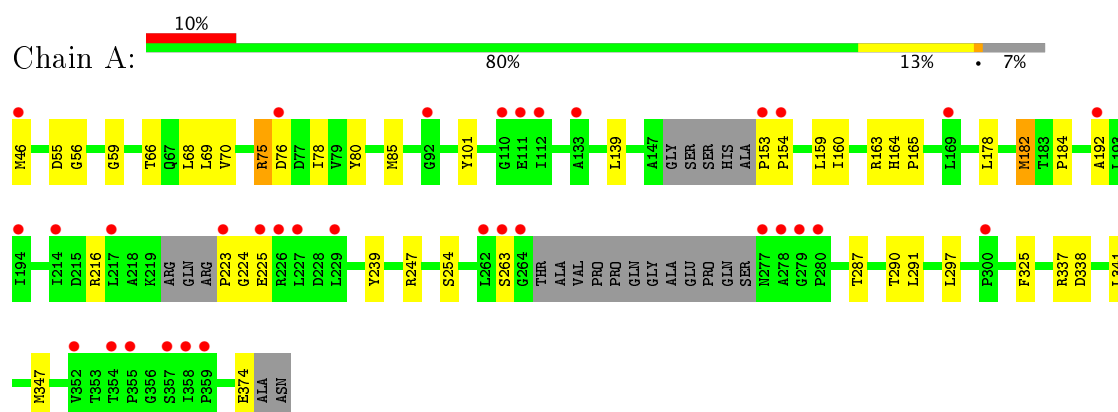 10%
Chain A:
80% 13% • 7%
M46 D55 G56 G59 T66 Q67 L68 L69 V70 R75 D76 D77 I78 V79 Y80 M85 G92 Y101 G110 E111 I112 A133 L139 A147 GLY SER SER HIS ALA P153 P154 L159 I160 R163 H164 P165 L169 L178 M182 T183 P184 A192 L193
I194 I214 D215 R216 L217 A218 K219 ARG GLN ARG P223 G224 E225 R226 L227 D228 L229 Y239 R247 S254 L262 S263 G264 THR ALA VAL PRO PRO GLN GLY ALA GLU PRO GLN SER N277 A278 G279 P280 T287 T290 L291 L297 P300 F325 R337 D338 L341
M347 V352 T353 T354 P355 G356 S357 I358 P359 E374 ALA ASN